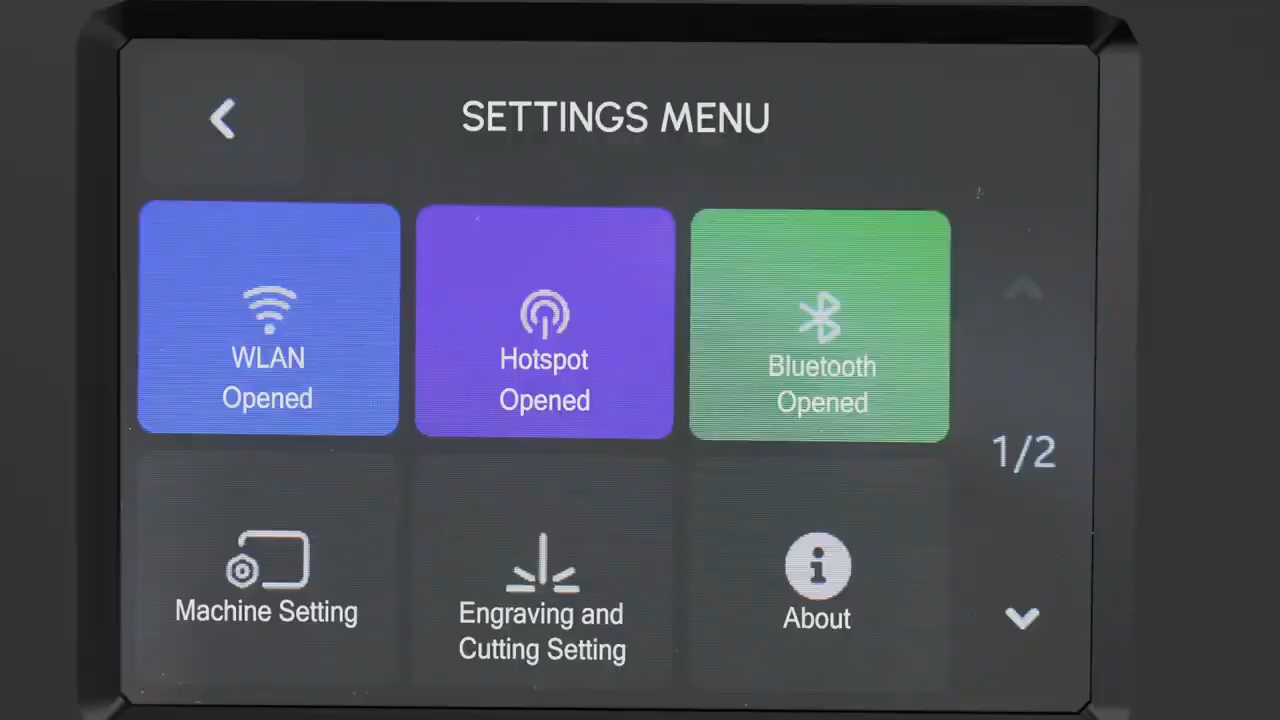 SETTINGS MENU
WLAN
Opened
Hotspot
Opened
Bluetooth
Opened
1/2
Machine Setting
Engraving and
Cutting Setting
About